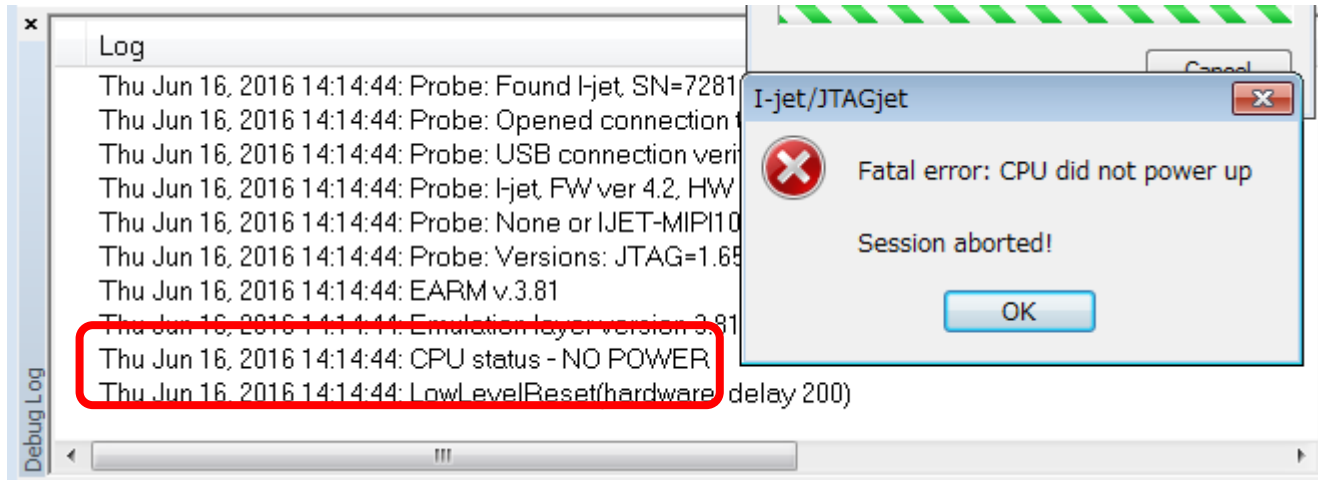 Log
Thu Jun 16, 2016 14:14:44: Probe: Found I-jet, SN=7281
Thu Jun 16, 2016 14:14:44: Probe: Opened connection
Thu Jun 16, 2016 14:14:44: Probe: USB connection veri
Thu Jun 16, 2016 14:14:44: Probe: I-jet, FW ver 4.2, HW
Thu Jun 16, 2016 14:14:44: Probe: None or IJET-MIPI10
Thu Jun 16, 2016 14:14:44: Probe: Versions: JTAG=1.65
Thu Jun 16, 2016 14:14:44: EARM v.3.81
Thu Jun 16, 2016 14:14:44: Emulation layer version 3.81
Thu Jun 16, 2016 14:14:44: CPU status - NO POWER
Thu Jun 16, 2016 14:14:44: LowLevelReset(hardware, delay 200)
Debug Log
Cancel
I-jet/JTAGjet
Fatal error: CPU did not power up
Session aborted!
OK